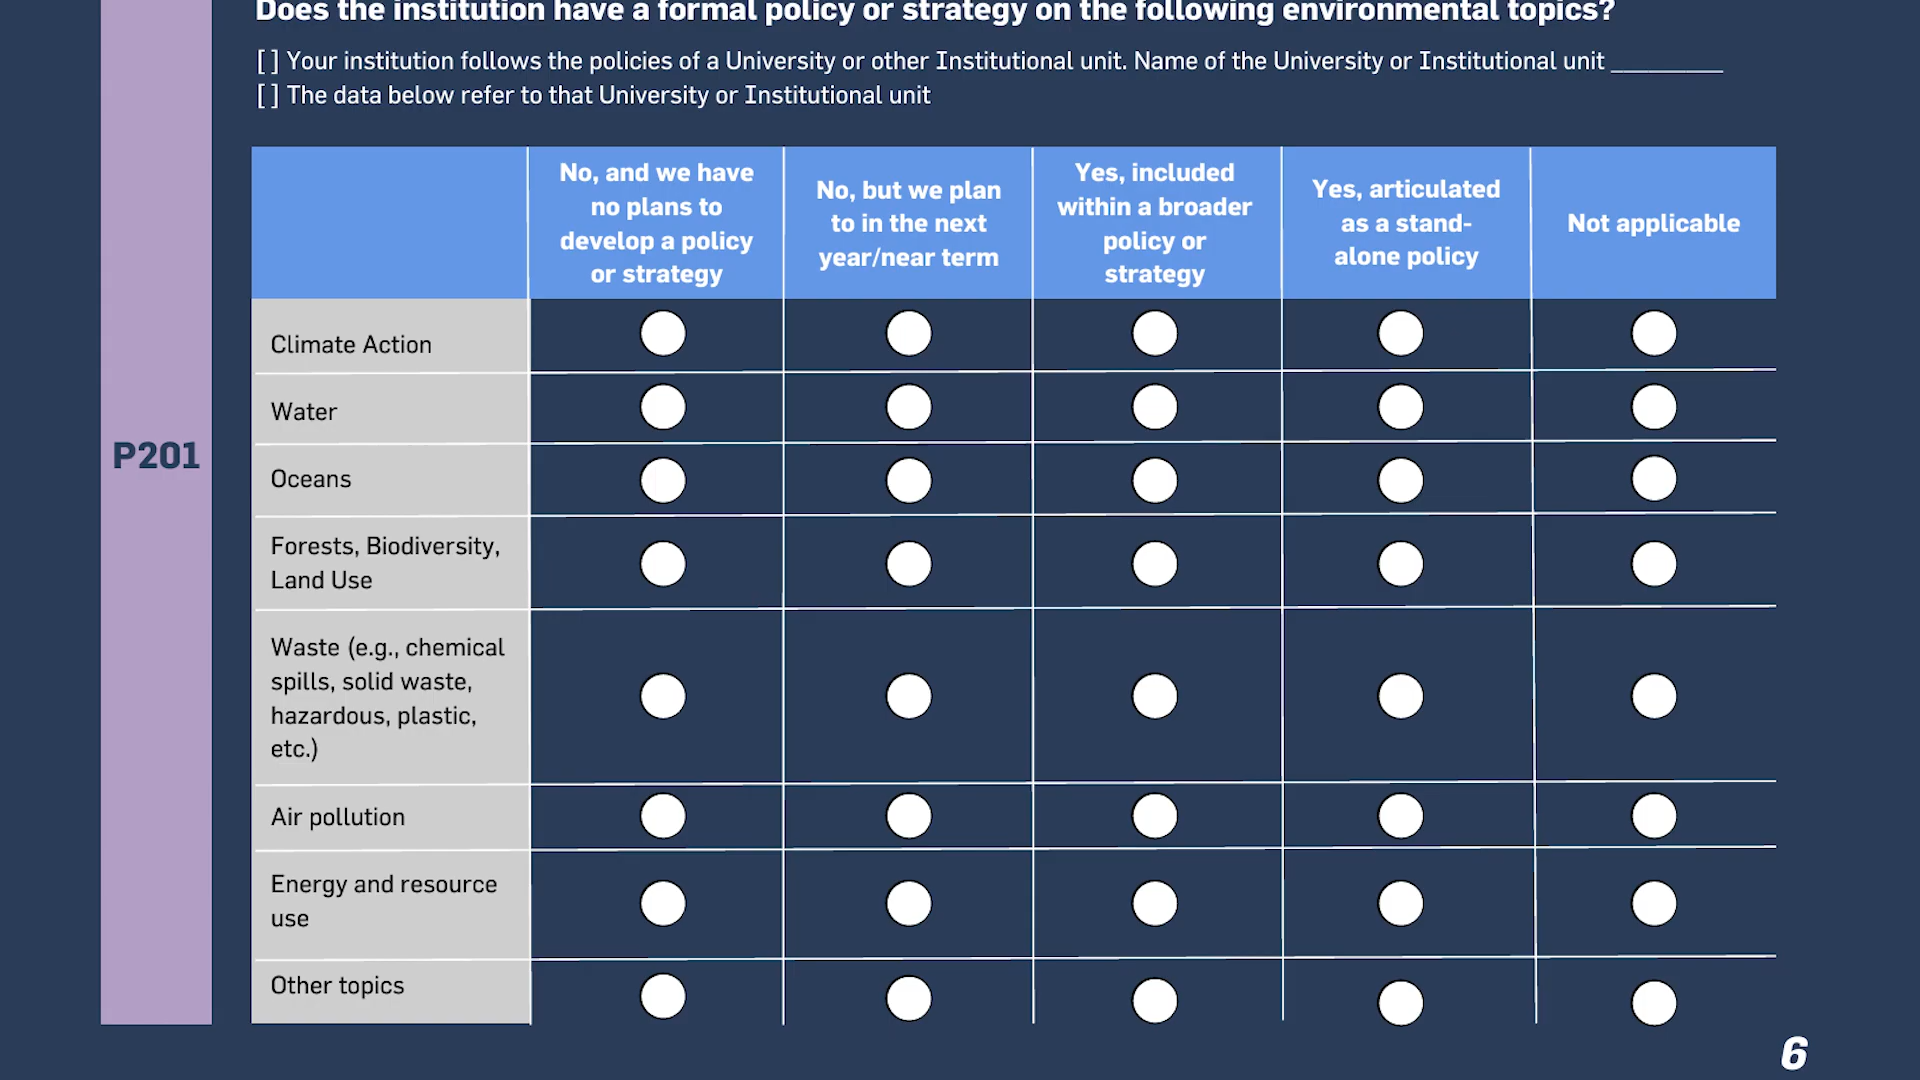 Does the institution have a formal policy or strategy on the following environmental topics?
[ ] Your institution follows the policies of a University or other Institutional unit. Name of the University or Institutional unit ________
[ ] The data below refer to that University or Institutional unit
No, and we have
no plans to
develop a policy
or strategy
No, but we plan
to in the next
year/near term
Yes, included
within a broader
policy or
strategy
Yes, articulated
as a stand-
alone policy
Not applicable
P201
Climate Action
Water
Oceans
Forests, Biodiversity,
Land Use
Waste (e.g., chemical
spills, solid waste,
hazardous, plastic,
etc.)
Air pollution
Energy and resource
use
Other topics
6